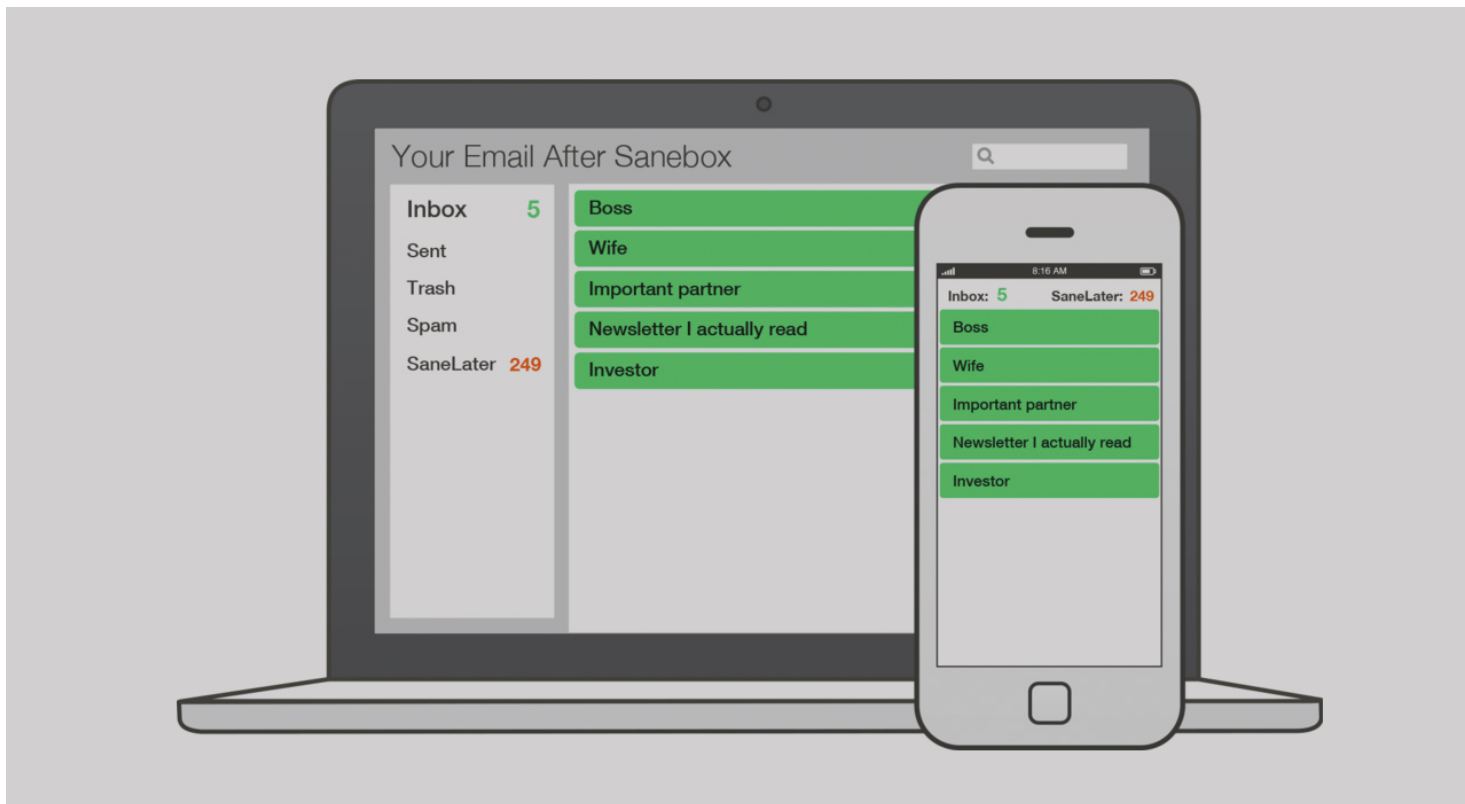 Your Email After Sanebox
Inbox 5
Sent
Trash
Spam
SaneLater 249
Boss
Wife
Important partner
Newsletter I actually read
Investor
8:16 AM
Inbox: 5 SaneLater: 249
Boss
Wife
Important partner
Newsletter I actually read
Investor